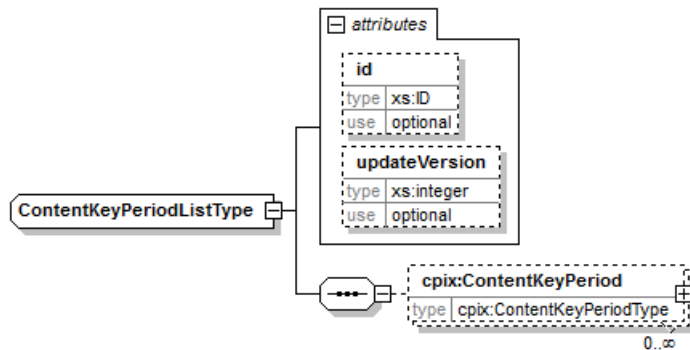 attributes
id
type xs:ID
use optional
updateVersion
type xs:integer
use optional
ContentKeyPeriodListType
cpix:ContentKeyPeriod
type cpix:ContentKeyPeriodType
0..∞